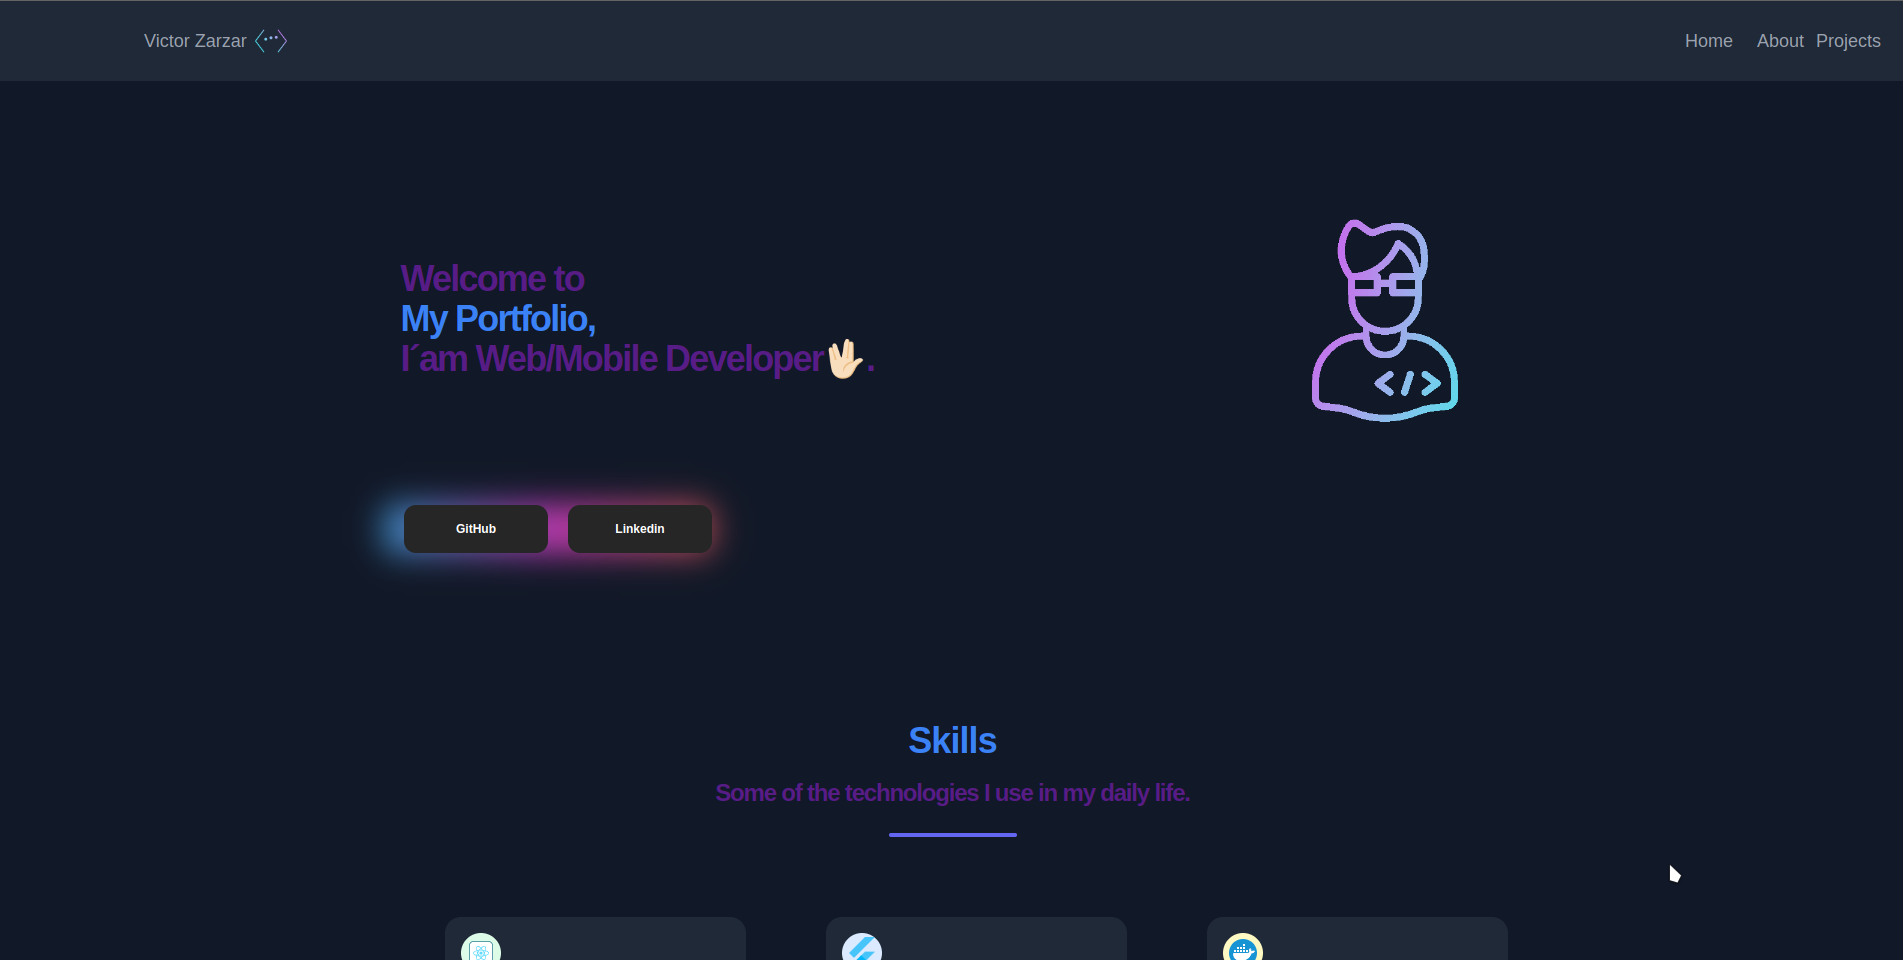 Victor Zarzar
Home About Projects
Welcome to
My Portfolio,
I´am Web/Mobile Developer🖖🏻.
</>
GitHub Linkedin
Skills
Some of the technologies I use in my daily life.